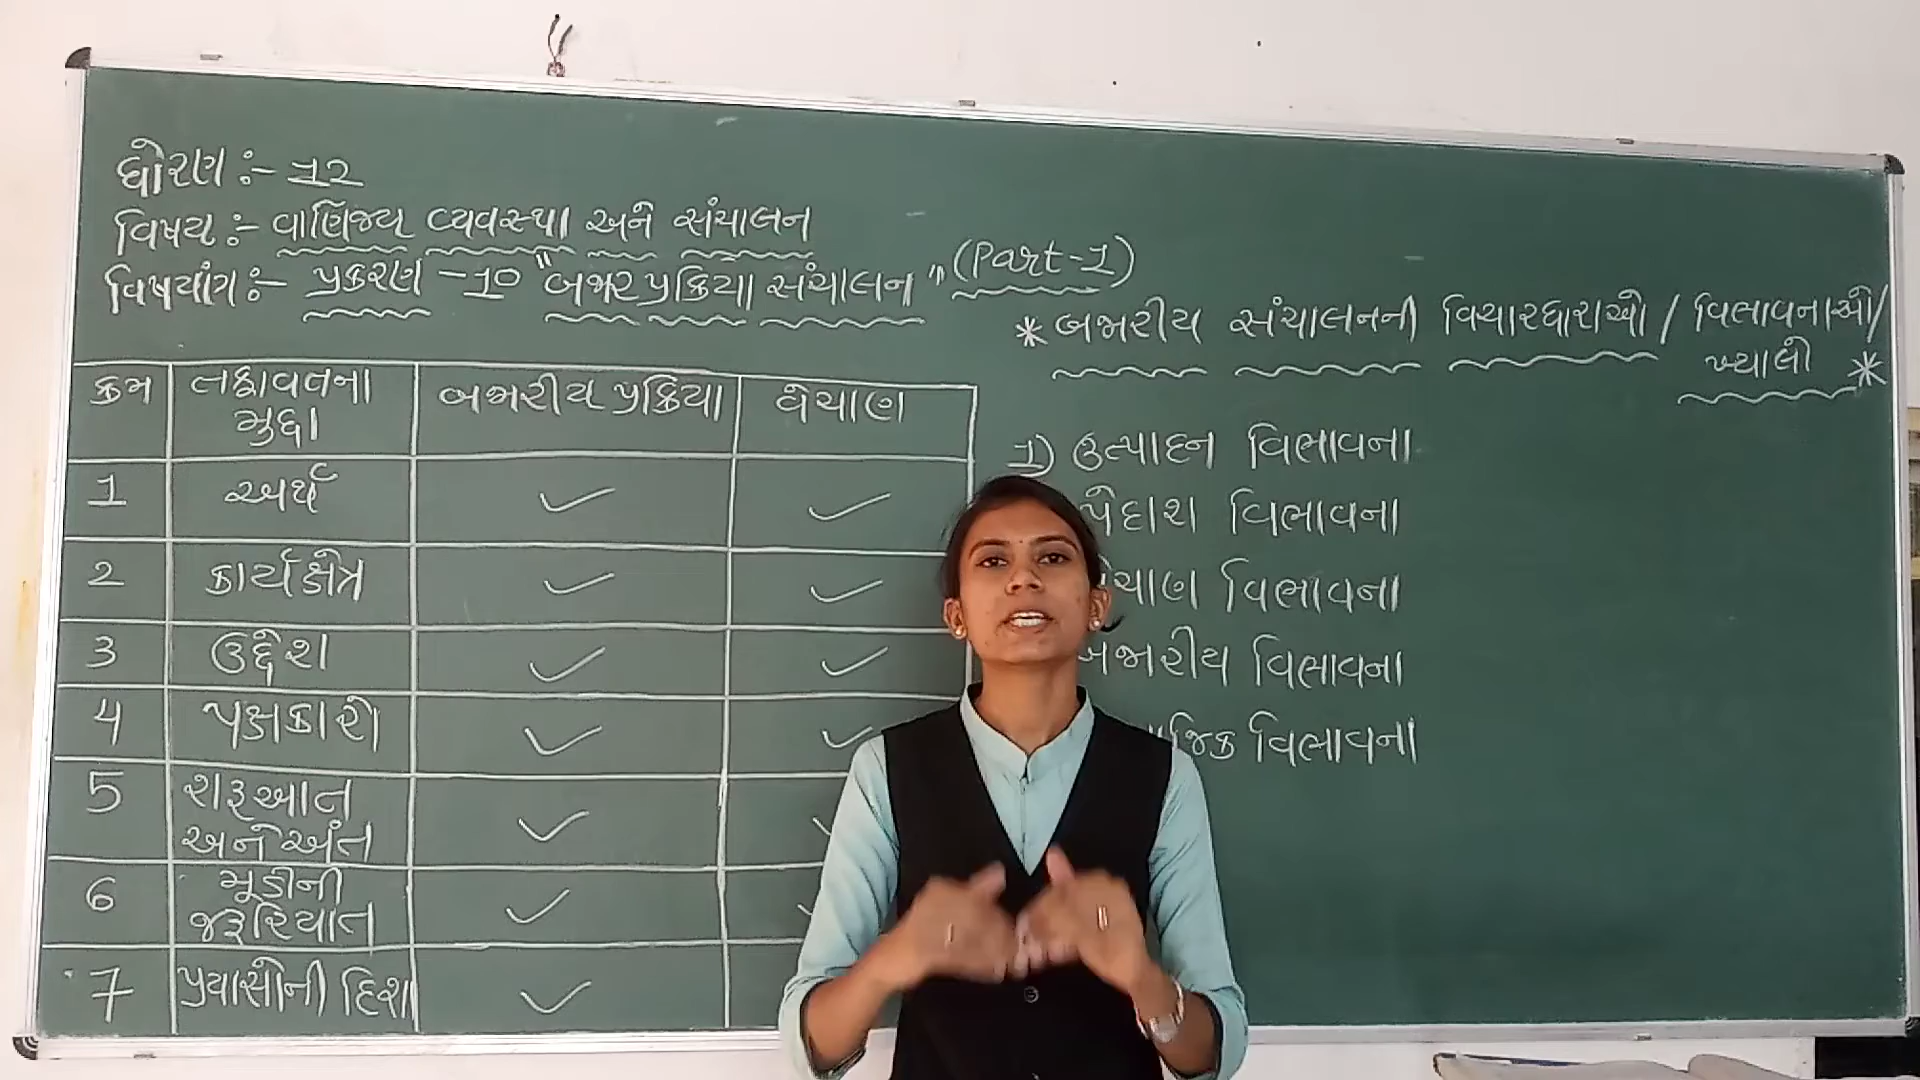 ધોરણ :- 12
વિષય :- વાણિજ્ય વ્યવસ્થા અને સંચાલન
વિષયાંગ :- પ્રકરણ - 10 "બજાર પ્રક્રિયા સંચાલન" (Part-1)
ક્રમ તફાવતના મુદ્દા બજારીય પ્રક્રિયા વેચાણ
1 અર્થ ✓ ✓
2 કાર્યક્ષેત્ર ✓ ✓
3 ઉદ્દેશ ✓ ✓
4 પક્ષકારો ✓ ✓
5 શરૂઆત અને અંત ✓
6 મૂડીની જરૂરિયાત ✓
7 પ્રયાસોની દિશા ✓
* બજારીય સંચાલનની વિચારધારાઓ / વિભાવનાઓ /
ખ્યાલો *
1) ઉત્પાદન વિભાવના
પેદાશ વિભાવના
વિભાવના
બજારીય વિભાવના
વિભાવના